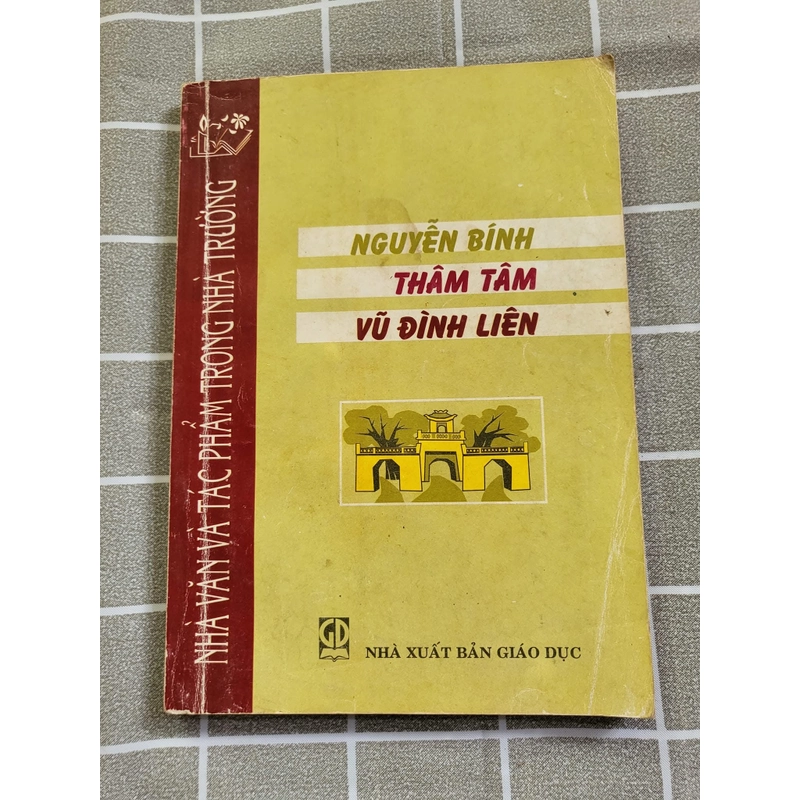 NHÀ VĂN VÀ TÁC PHẨM TRONG NHÀ TRƯỜNG
NGUYỄN BÍNH
THÂM TÂM
VŨ ĐÌNH LIÊN
GD
NHÀ XUẤT BẢN GIÁO DỤC